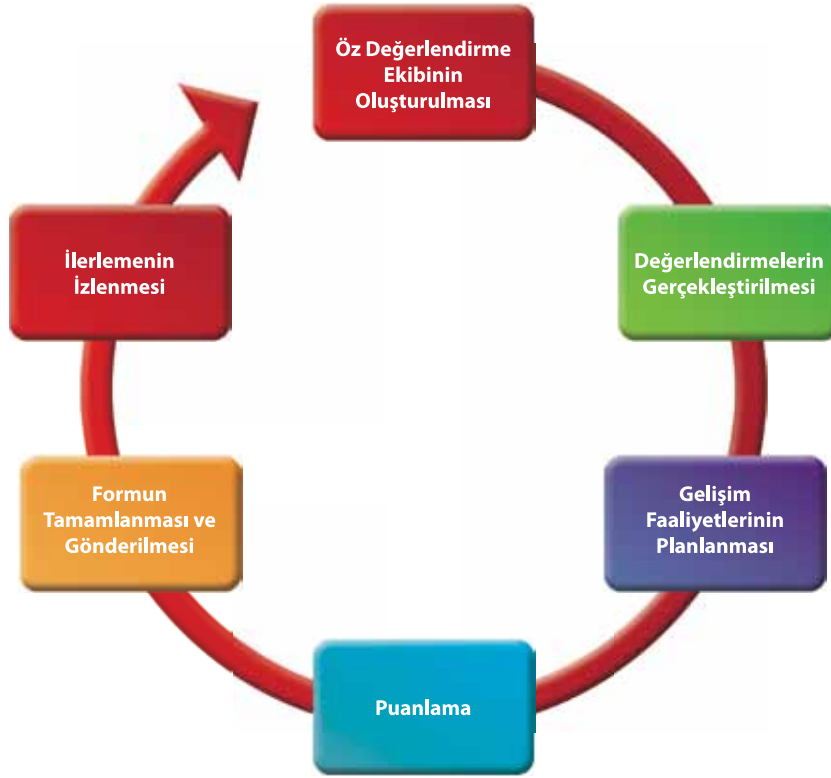 Öz Değerlendirme
Ekibinin
Oluşturulması
Değerlendirmelerin
Gerçekleştirilmesi
Gelişim
Faaliyetlerinin
Planlanması
Puanlama
Formun
Tamamlanması ve
Gönderilmesi
İlerlemenin
İzlenmesi